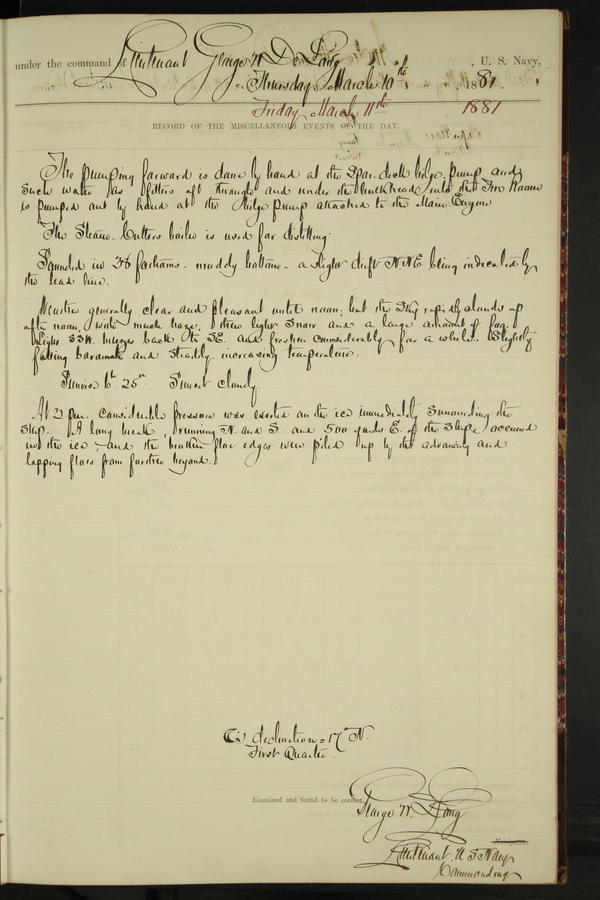 under the command of Lieutenant George W. De Long, U. S. Navy,
Thursday, March 10th, 1881.
Friday March 11th 1881
RECORD OF THE MISCELLANEOUS EVENTS OF THE DAY.
The pumping forward is done by hand at the Spar-deck bilge-pump and
such water as filters aft through and under the bulkhead into the Fire Room
is pumped out by hand at the Bilge pump attached to the Main Engine
The Steam-Cutters boiler is used for distilling.
Sounded in 28 fathoms - muddy bottom - a slight drift NNE being indicated by
the lead line.
Weather generally clear and pleasant until noon; but the sky rapidly clouds up
after noon, with much haze, a few light snow and a large amount of fog.
Light SSW. breezes back to SE. and freshen considerably for a while. Slightly
falling barometer and steadily increasing temperature.
Sunrise 6h 25m Sunset cloudy
At 2 pm. considerable pressure was exerted on the ice immediately surrounding the
ship. A long break, running N. and S. and 500 yards E. of the ship occurred
in the ice, and the broken floe edges were piled up by the advancing and
lapping floes from further beyond.
declination = 17° N.
First Quarter
Examined and found to be correct.
George W. De Long
Navigator.
Lieutenant U S Navy
Commanding